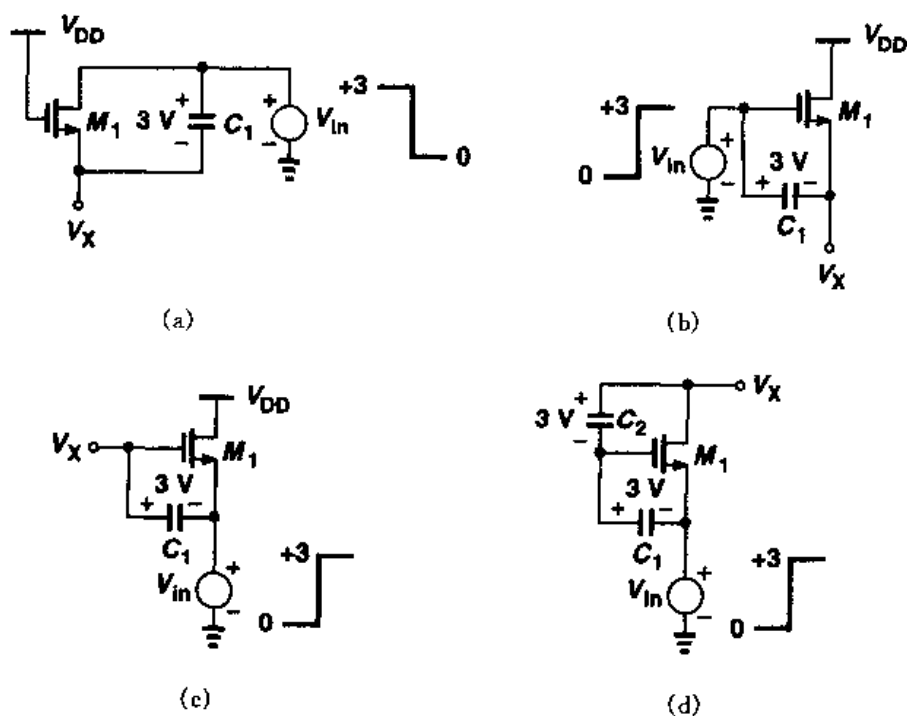 V_DD
M_1
+
3 V
-
C_1
+
-
V_in
+3
0
V_X
(a)
V_DD
+3
0
V_in
+
-
M_1
3 V
+ -
C_1
V_X
(b)
V_DD
V_X
M_1
3 V
+ -
C_1
V_in
+
-
+3
0
(c)
V_X
+
3 V
-
C_2
M_1
3 V
+ -
C_1
V_in
+
-
+3
0
(d)